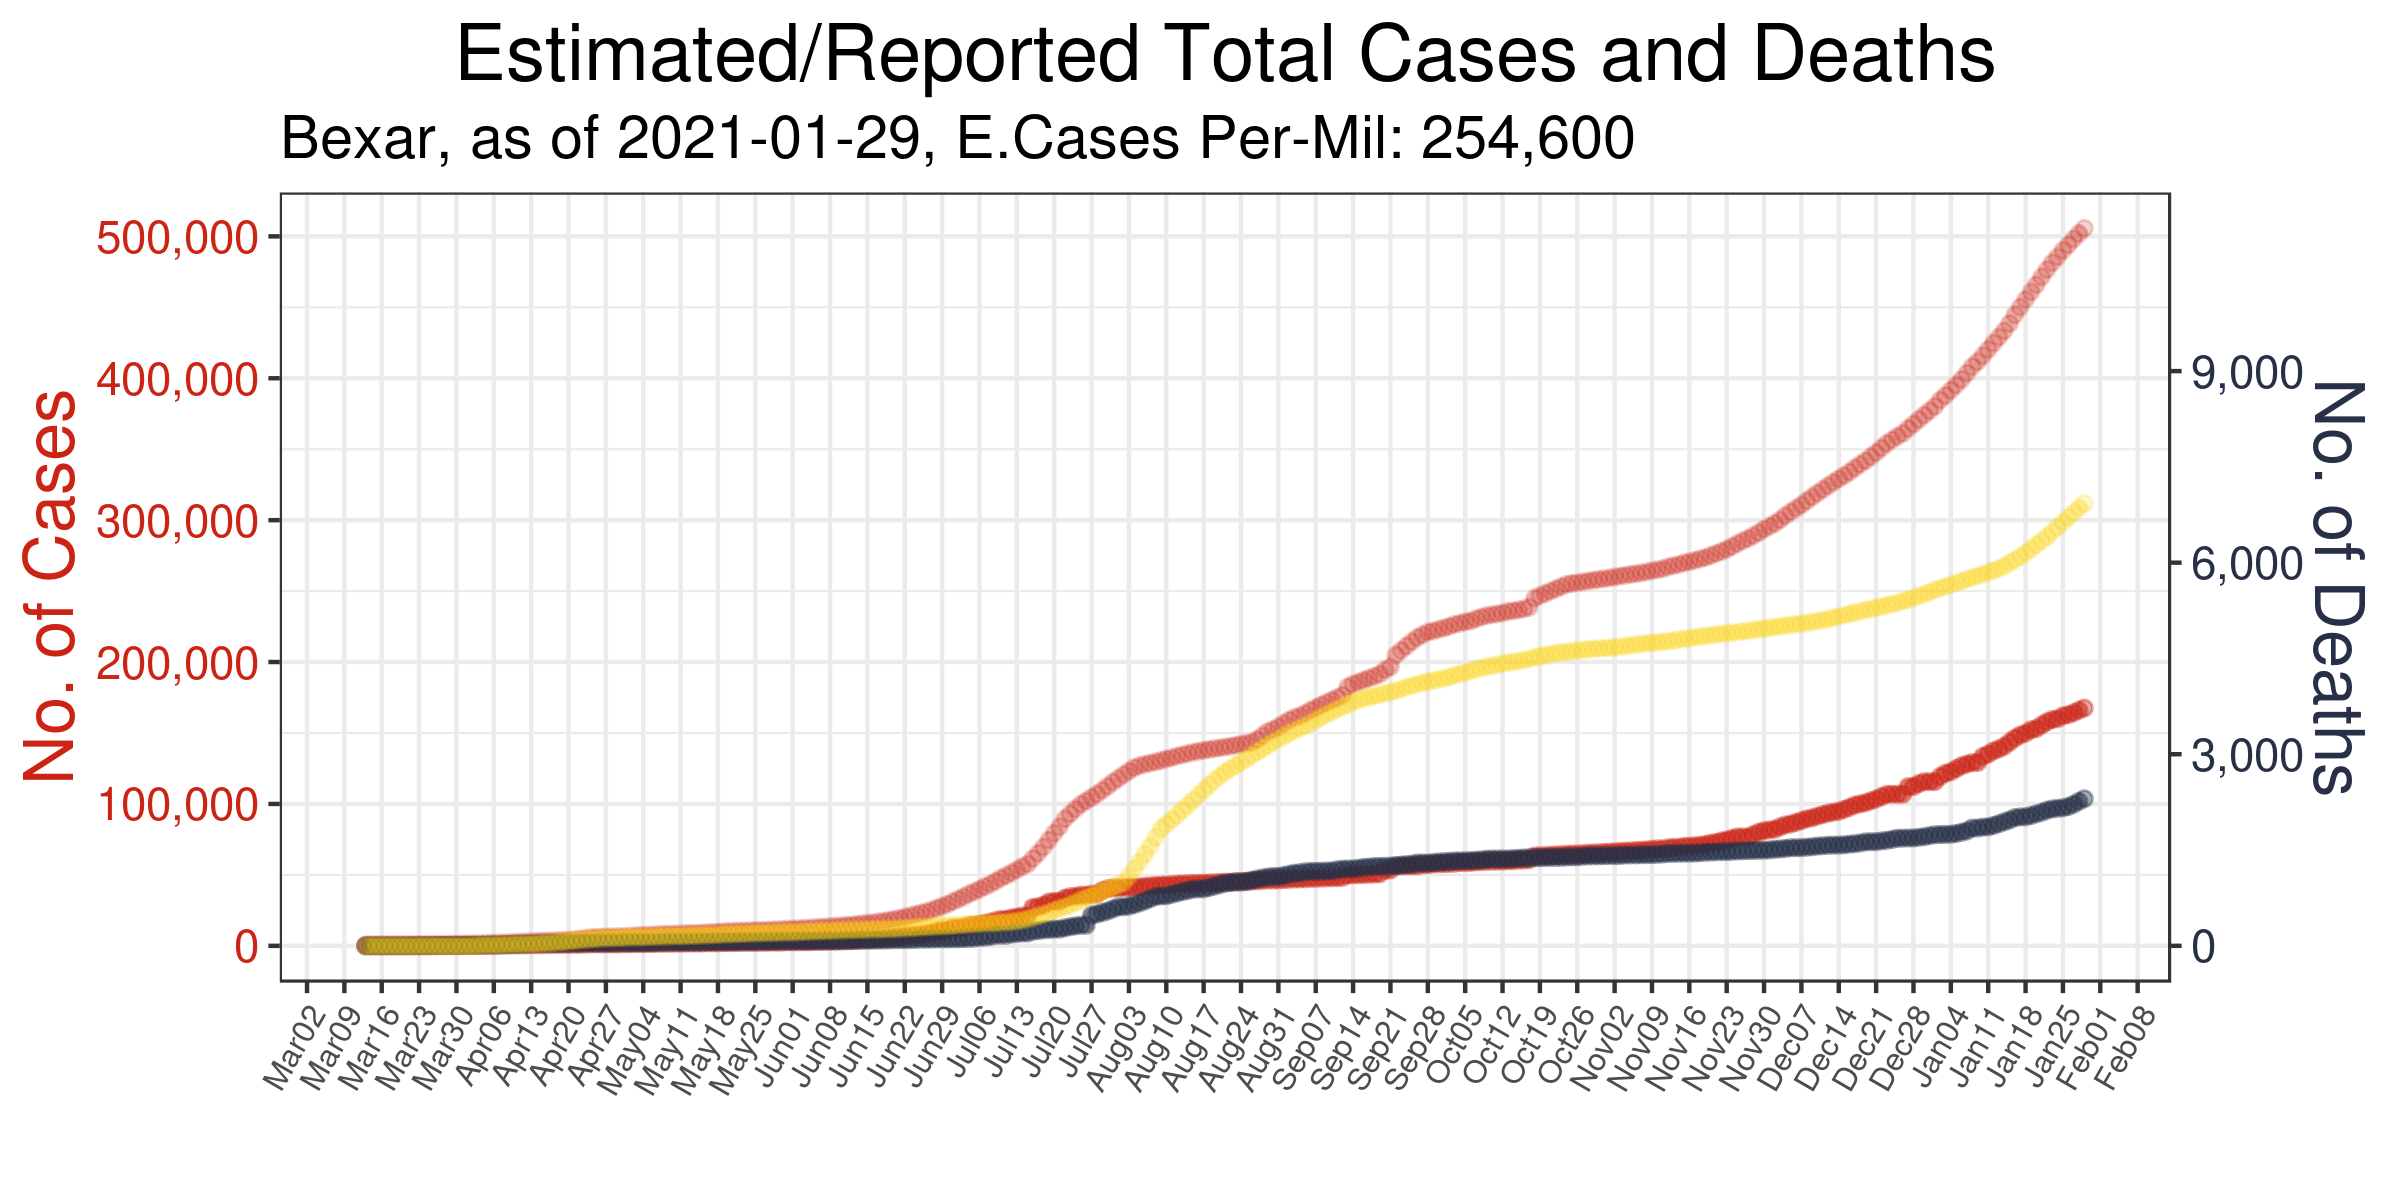 Estimated/Reported Total Cases and Deaths
Bexar, as of 2021-01-29, E.Cases Per-Mil: 254,600
No. of Cases
500,000
400,000
300,000
200,000
100,000
0
9,000
6,000
3,000
0
No. of Deaths
Mar02
Mar09
Mar16
Mar23
Mar30
Apr06
Apr13
Apr20
Apr27
May04
May11
May18
May25
Jun01
Jun08
Jun15
Jun22
Jun29
Jul06
Jul13
Jul20
Jul27
Aug03
Aug10
Aug17
Aug24
Aug31
Sep07
Sep14
Sep21
Sep28
Oct05
Oct12
Oct19
Oct26
Nov02
Nov09
Nov16
Nov23
Nov30
Dec07
Dec14
Dec21
Dec28
Jan04
Jan11
Jan18
Jan25
Feb01
Feb08